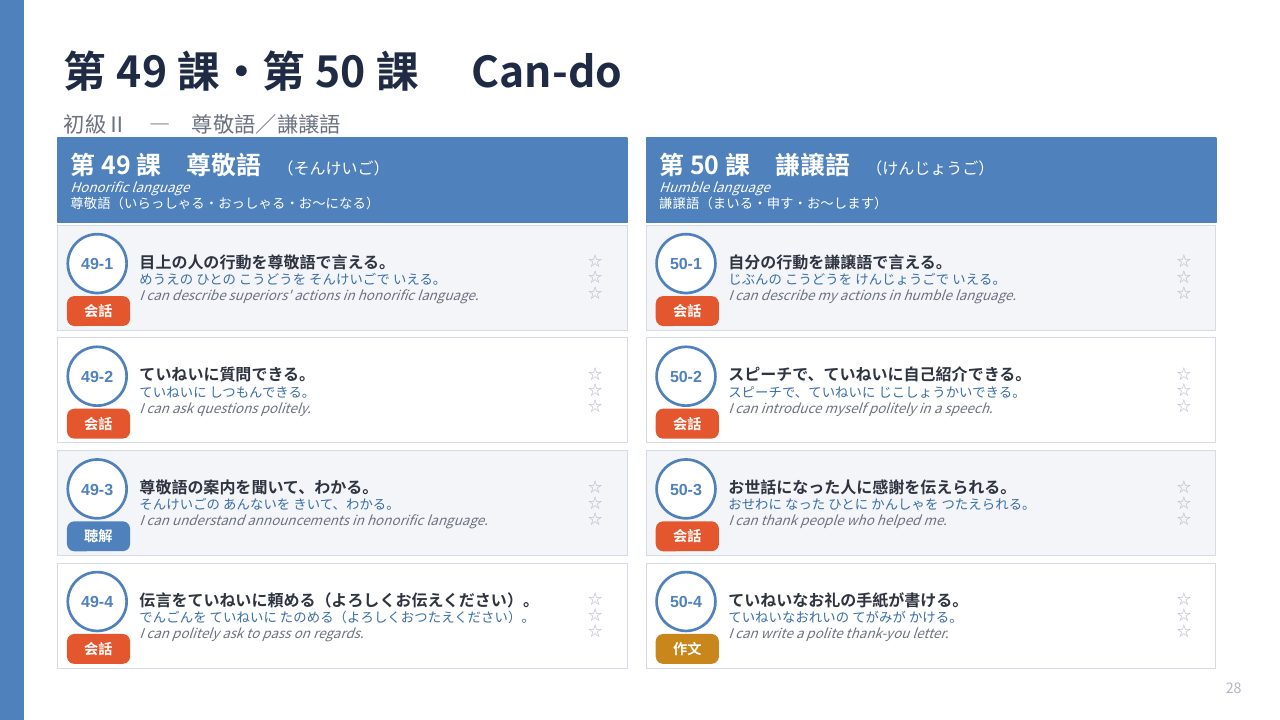 第 49 課・第 50 課　Can-do
初級Ⅱ　―　尊敬語／謙譲語
第 49 課　尊敬語　（そんけいご）
Honorific language
尊敬語（いらっしゃる・おっしゃる・お～になる）
49-1
会話
目上の人の行動を尊敬語で言える。
めうえの ひとの こうどうを そんけいごで いえる。
I can describe superiors' actions in honorific language.
☆
☆
☆
49-2
会話
ていねいに質問できる。
ていねいに しつもんできる。
I can ask questions politely.
☆
☆
☆
49-3
聴解
尊敬語の案内を聞いて、わかる。
そんけいごの あんないを きいて、わかる。
I can understand announcements in honorific language.
☆
☆
☆
49-4
会話
伝言をていねいに頼める（よろしくお伝えください）。
でんごんを ていねいに たのめる（よろしくおつたえください）。
I can politely ask to pass on regards.
☆
☆
☆
第 50 課　謙譲語　（けんじょうご）
Humble language
謙譲語（まいる・申す・お～します）
50-1
会話
自分の行動を謙譲語で言える。
じぶんの こうどうを けんじょうごで いえる。
I can describe my actions in humble language.
☆
☆
☆
50-2
会話
スピーチで、ていねいに自己紹介できる。
スピーチで、ていねいに じこしょうかいできる。
I can introduce myself politely in a speech.
☆
☆
☆
50-3
会話
お世話になった人に感謝を伝えられる。
おせわに なった ひとに かんしゃを つたえられる。
I can thank people who helped me.
☆
☆
☆
50-4
作文
ていねいなお礼の手紙が書ける。
ていねいなおれいの てがみが かける。
I can write a polite thank-you letter.
☆
☆
☆
28